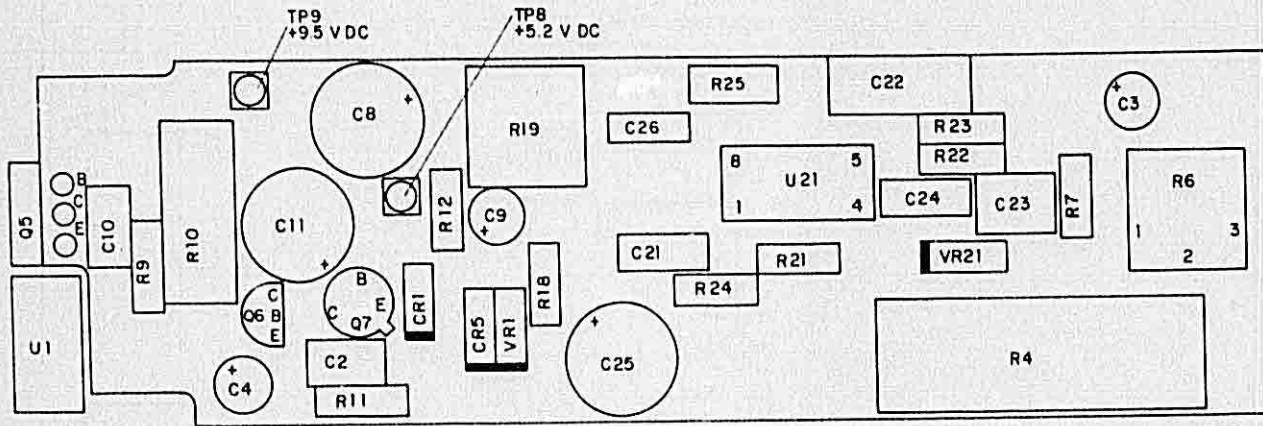 TP9
+9.5 V DC
TP8
+5.2 V DC
C8
+
R19
R25
C26
C22
R23
R22
+
C3
8
5
U21
1
4
C24
C23
R7
R6
1
3
2
Q5
B
C
E
C10
R9
R10
C11
+
R12
C9
+
C21
R21
R24
VR21
U1
C
Q6
B
E
B
C
E
Q7
CR1
CR5
VR1
R18
+
C25
R4
+
C4
C2
R11